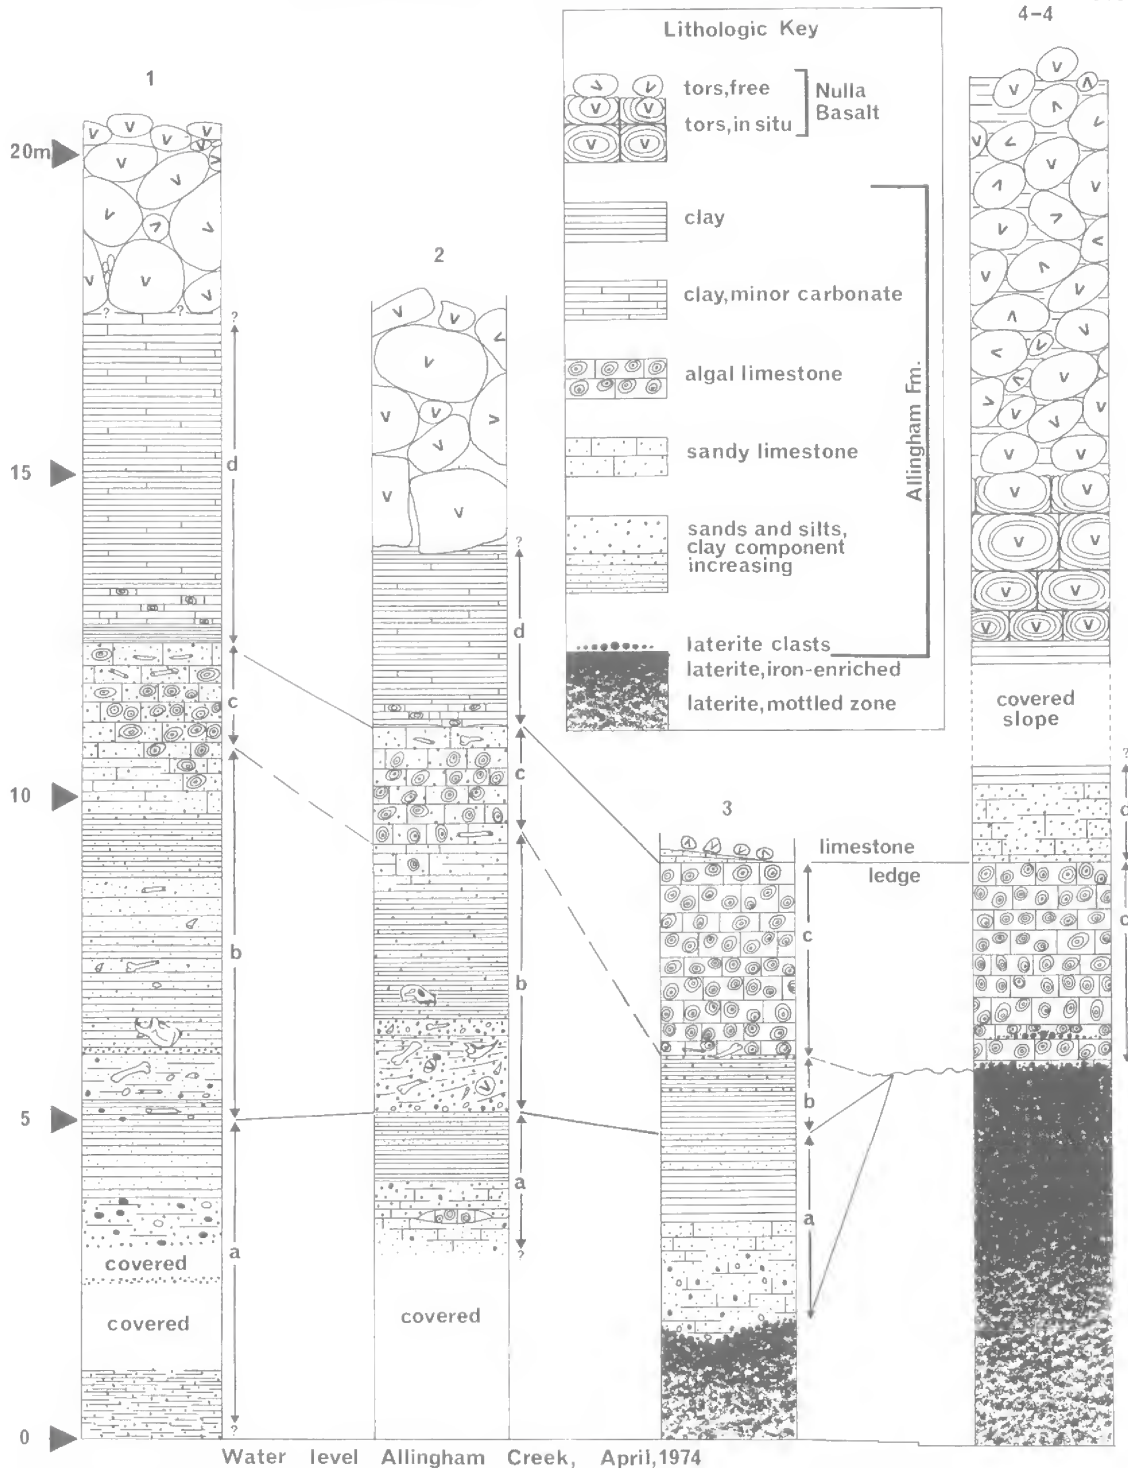 1
2
3
4-4
20m
15
10
5
0
Lithologic Key
tors, free
tors, in situ
Nulla
Basalt
clay
clay, minor carbonate
algal limestone
sandy limestone
sands and silts,
clay component
increasing
laterite clasts
laterite, iron-enriched
laterite, mottled zone
Allingham Fm.
d
c
b
a
covered
covered
d
c
b
a
covered
c
b
a
limestone
ledge
covered
slope
d
c
Water level Allingham Creek, April, 1974